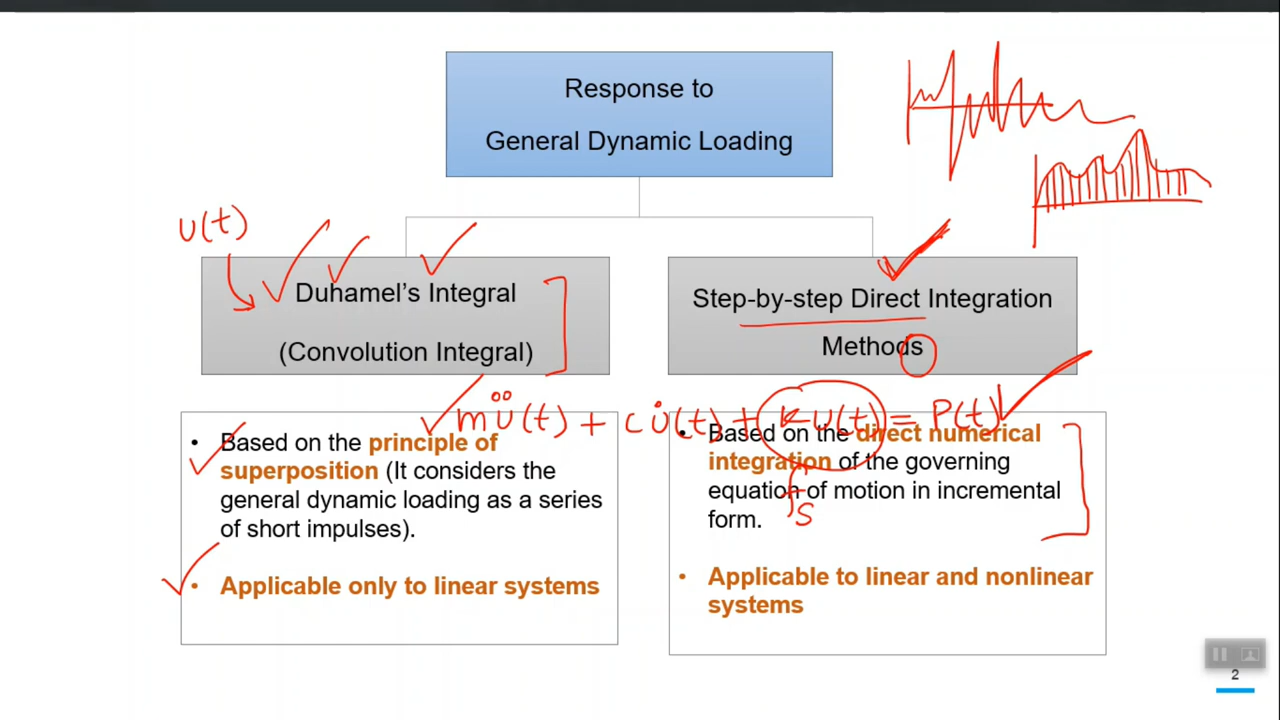 Response to
General Dynamic Loading
u(t)
Duhamel's Integral
(Convolution Integral)
Step-by-step Direct Integration
Methods
mü(t) + cu̇(t) + ku(t) = P(t)
fs
• Based on the principle of
superposition (It considers the
general dynamic loading as a series
of short impulses).
• Applicable only to linear systems
• Based on the direct numerical
integration of the governing
equation of motion in incremental
form.
• Applicable to linear and nonlinear
systems
2